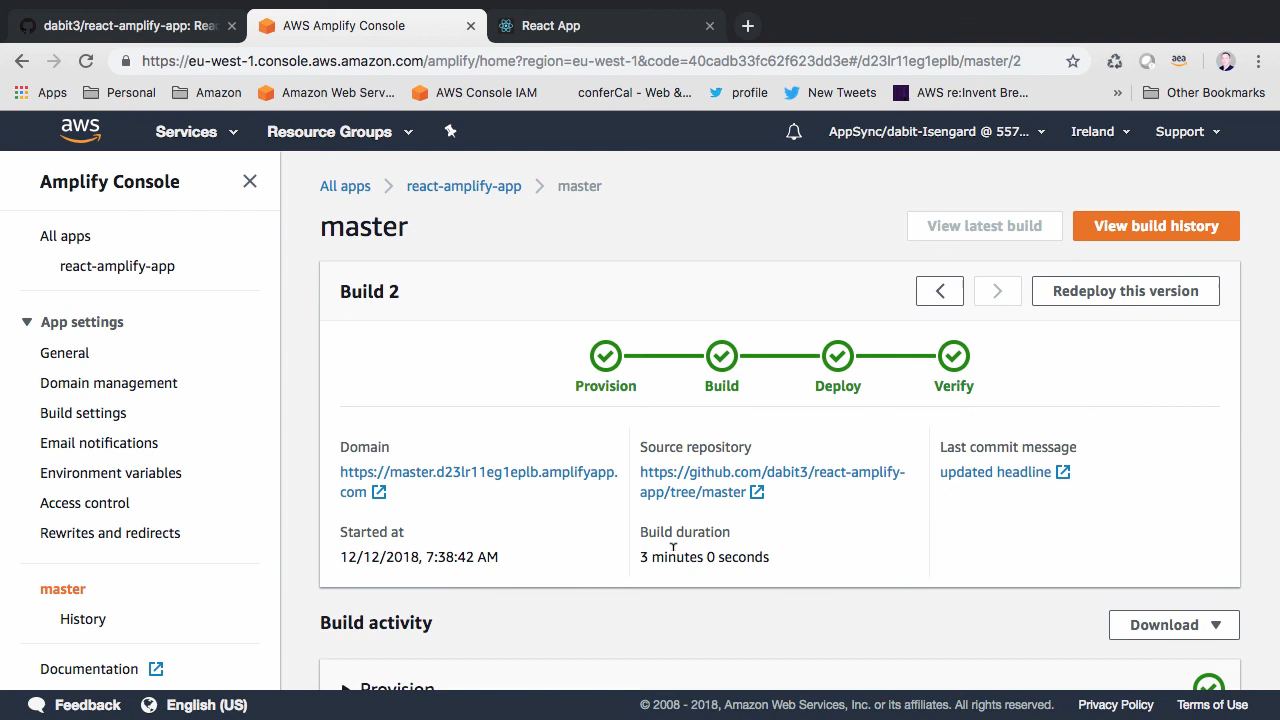 dabit3/react-amplify-app: Rea
AWS Amplify Console
React App
https://eu-west-1.console.aws.amazon.com/amplify/home?region=eu-west-1&code=40cadb33fc62f623dd3e#/d23lr11eg1eplb/master/2
aea
Apps
Personal
Amazon
Amazon Web Serv...
AWS Console IAM
conferCal - Web &...
profile
New Tweets
AWS re:Invent Bre...
»
Other Bookmarks
aws
Services
Resource Groups
AppSync/dabit-Isengard @ 557...
Ireland
Support
Amplify Console
All apps
react-amplify-app
App settings
General
Domain management
Build settings
Email notifications
Environment variables
Access control
Rewrites and redirects
master
History
Documentation
All apps
react-amplify-app
master
master
View latest build
View build history
Build 2
Redeploy this version
Provision
Build
Deploy
Verify
Domain
https://master.d23lr11eg1eplb.amplifyapp.
com
Started at
12/12/2018, 7:38:42 AM
Source repository
https://github.com/dabit3/react-amplify-
app/tree/master
Build duration
3 minutes 0 seconds
Last commit message
updated headline
Build activity
Download
Provision
Feedback
English (US)
© 2008 - 2018, Amazon Web Services, Inc. or its affiliates. All rights reserved.
Privacy Policy
Terms of Use